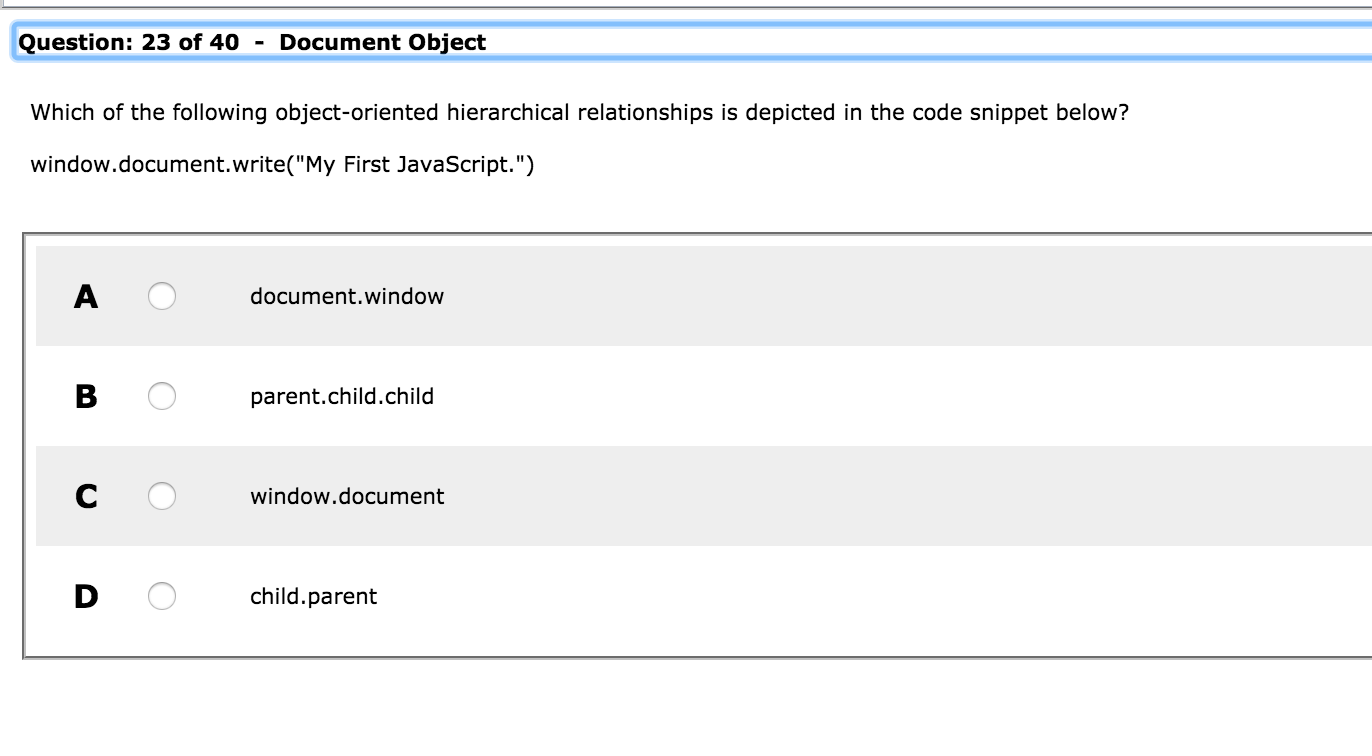 Question: 23 of 40 - Document Object
Which of the following object-oriented hierarchical relationships is depicted in the code snippet below?
window.document.write("My First JavaScript.")
A document.window
B parent.child.child
C window.document
D child.parent